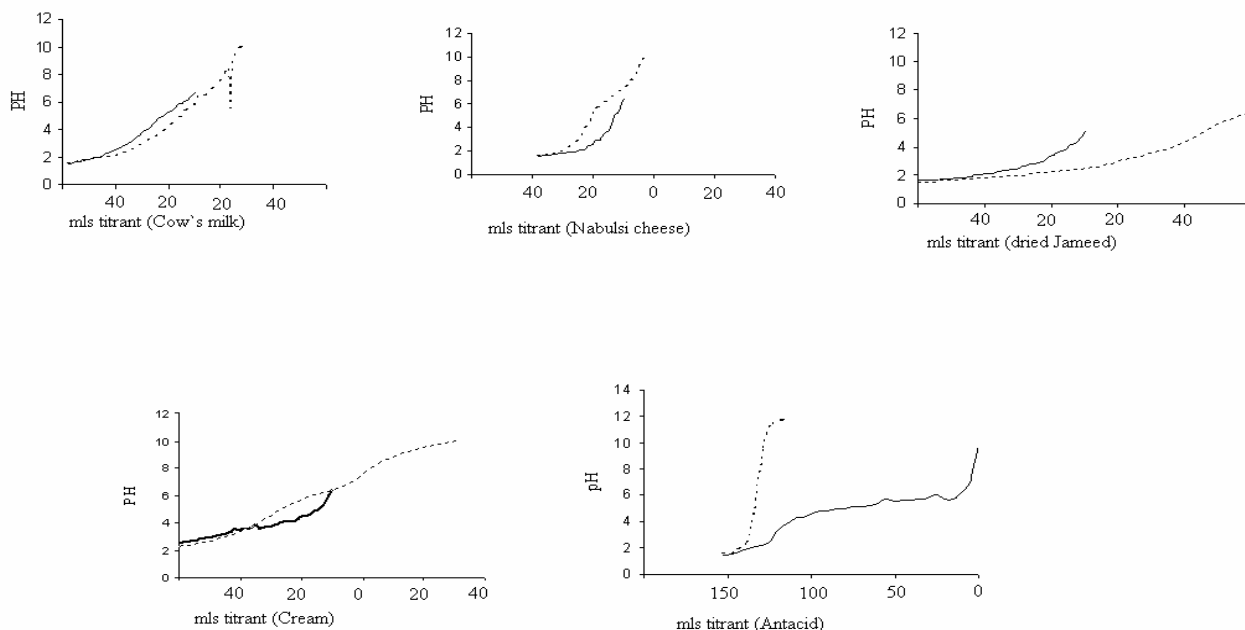 12
10
8
6
4
2
0
PH
40 20 20 40
mls titrant (Cow`s milk)
12
10
8
6
4
2
0
PH
60 40 20 0 20 40
mls titrant (Nabulsi cheese)
12
10
8
6
4
2
0
PH
40 20 20 40
mls titrant (dried Jameed)
12
10
8
6
4
2
0
PH
40 20 0 20 40
mls titrant (Cream)
14
12
10
8
6
4
2
0
pH
150 100 50 0
mls titrant (Antacid)